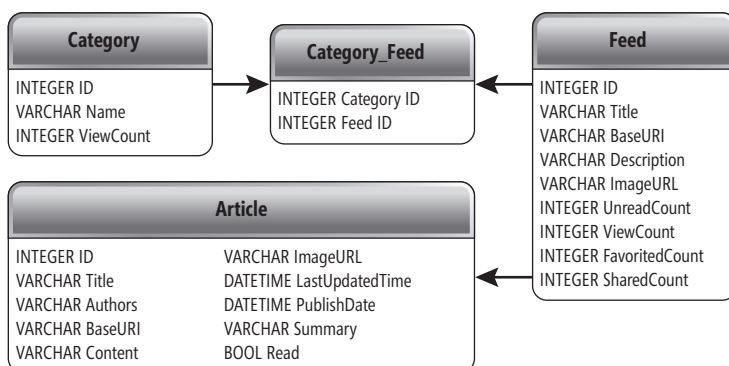 Category
INTEGER ID
VARCHAR Name
INTEGER ViewCount
Category_Feed
INTEGER Category ID
INTEGER Feed ID
Feed
INTEGER ID
VARCHAR Title
VARCHAR BaseURI
VARCHAR Description
VARCHAR ImageURL
INTEGER UnreadCount
INTEGER ViewCount
INTEGER FavoritedCount
INTEGER SharedCount
Article
INTEGER ID
VARCHAR Title
VARCHAR Authors
VARCHAR BaseURI
VARCHAR Content
VARCHAR ImageURL
DATETIME LastUpdatedTime
DATETIME PublishDate
VARCHAR Summary
BOOL Read